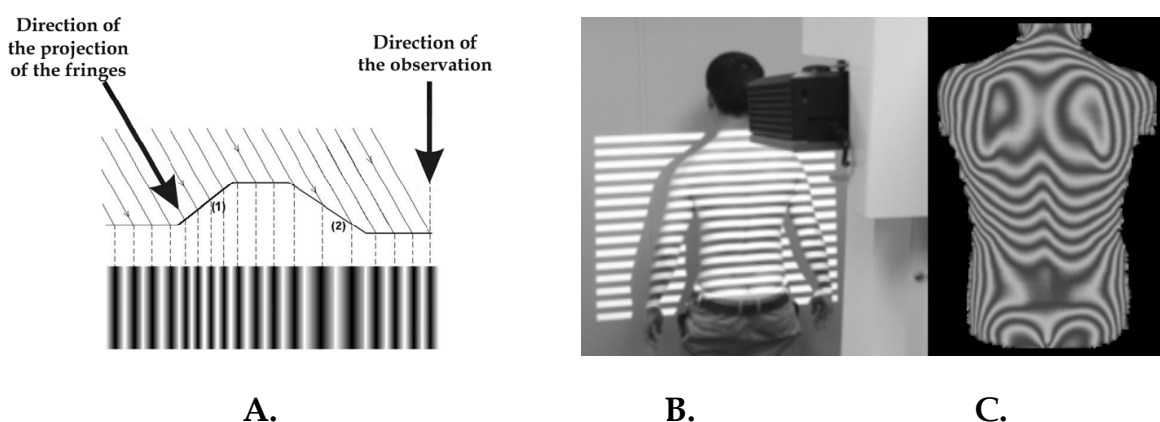 Direction of
the projection
of the fringes
Direction of
the observation
(1)
(2)
A.
B.
C.